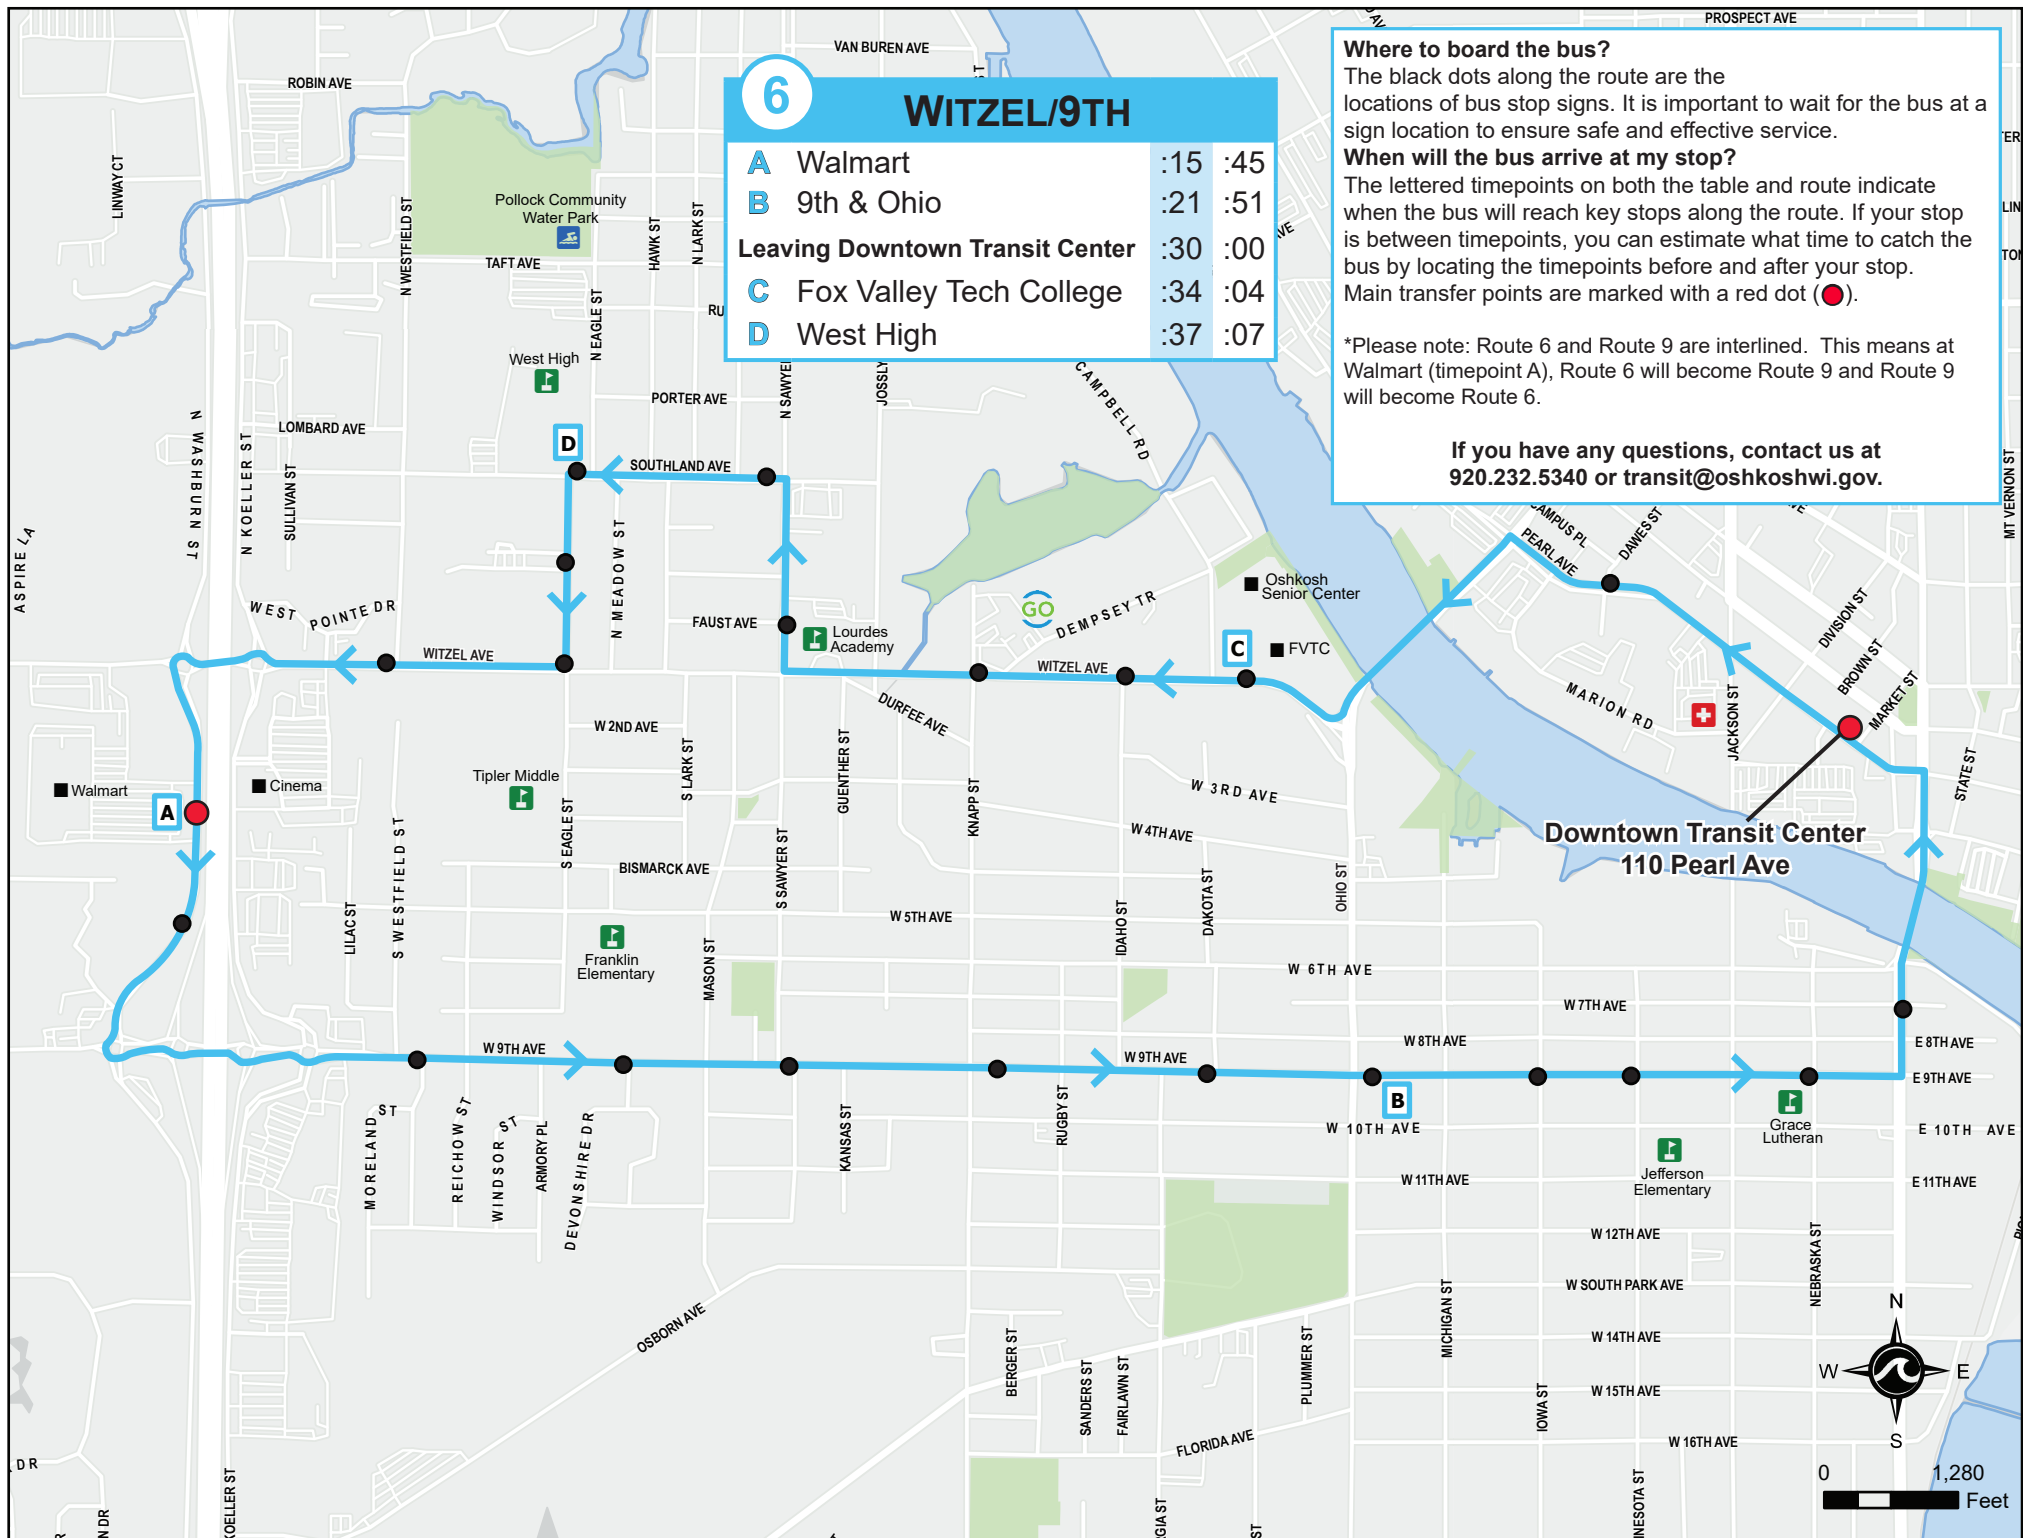 6
WITZEL/9TH
A Walmart :15 :45
B 9th & Ohio :21 :51
Leaving Downtown Transit Center :30 :00
C Fox Valley Tech College :34 :04
D West High :37 :07
Where to board the bus?
The black dots along the route are the
locations of bus stop signs. It is important to wait for the bus at a
sign location to ensure safe and effective service.
When will the bus arrive at my stop?
The lettered timepoints on both the table and route indicate
when the bus will reach key stops along the route. If your stop
is between timepoints, you can estimate what time to catch the
bus by locating the timepoints before and after your stop.
Main transfer points are marked with a red dot ( ).
*Please note: Route 6 and Route 9 are interlined. This means at
Walmart (timepoint A), Route 6 will become Route 9 and Route 9
will become Route 6.
If you have any questions, contact us at
920.232.5340 or transit@oshkoshwi.gov.
PROSPECT AVE
VAN BUREN AVE
ROBIN AVE
LINWAY CT
N WESTFIELD ST
Pollock Community
Water Park
TAFT AVE
HAWK ST
N LARK ST
N EAGLE ST
West High
PORTER AVE
LOMBARD AVE
N WASHBURN ST
N KOELLER ST
SULLIVAN ST
ASPIRE LA
D
SOUTHLAND AVE
CAMPBELL RD
MT VERNON ST
CAMPUS PL
PEARL AVE
DAWES ST
N MEADOW ST
WEST POINTE DR
FAUST AVE
Lourdes
Academy
GO
DEMPSEY TR
Oshkosh
Senior Center
C
FVTC
WITZEL AVE
WITZEL AVE
DIVISION ST
BROWN ST
MARKET ST
MARION RD
JACKSON ST
STATE ST
DURFEE AVE
W 2ND AVE
S LARK ST
GUENTHER ST
KNAPP ST
W 3RD AVE
W 4TH AVE
Walmart
A
Cinema
Tipler Middle
S EAGLE ST
S SAWYER ST
BISMARCK AVE
Downtown Transit Center
110 Pearl Ave
OHIO ST
DAKOTA ST
IDAHO ST
W 5TH AVE
LILAC ST
S WESTFIELD ST
Franklin
Elementary
MASON ST
W 6TH AVE
W 7TH AVE
W 8TH AVE
E 8TH AVE
W 9TH AVE
W 9TH AVE
E 9TH AVE
B
MORELAND ST
REICHOW ST
WINDSOR ST
ARMORY PL
DEVONSHIRE DR
KANSAS ST
RUGBY ST
W 10TH AVE
E 10TH AVE
Grace
Lutheran
Jefferson
Elementary
W 11TH AVE
E 11TH AVE
W 12TH AVE
NEBRASKA ST
W SOUTH PARK AVE
MICHIGAN ST
OSBORN AVE
BERGER ST
SANDERS ST
FAIRLAWN ST
PLUMMER ST
W 14TH AVE
W 15TH AVE
IOWA ST
FLORIDA AVE
W 16TH AVE
N
W
E
S
0 1,280
Feet
KOELLER ST
DR